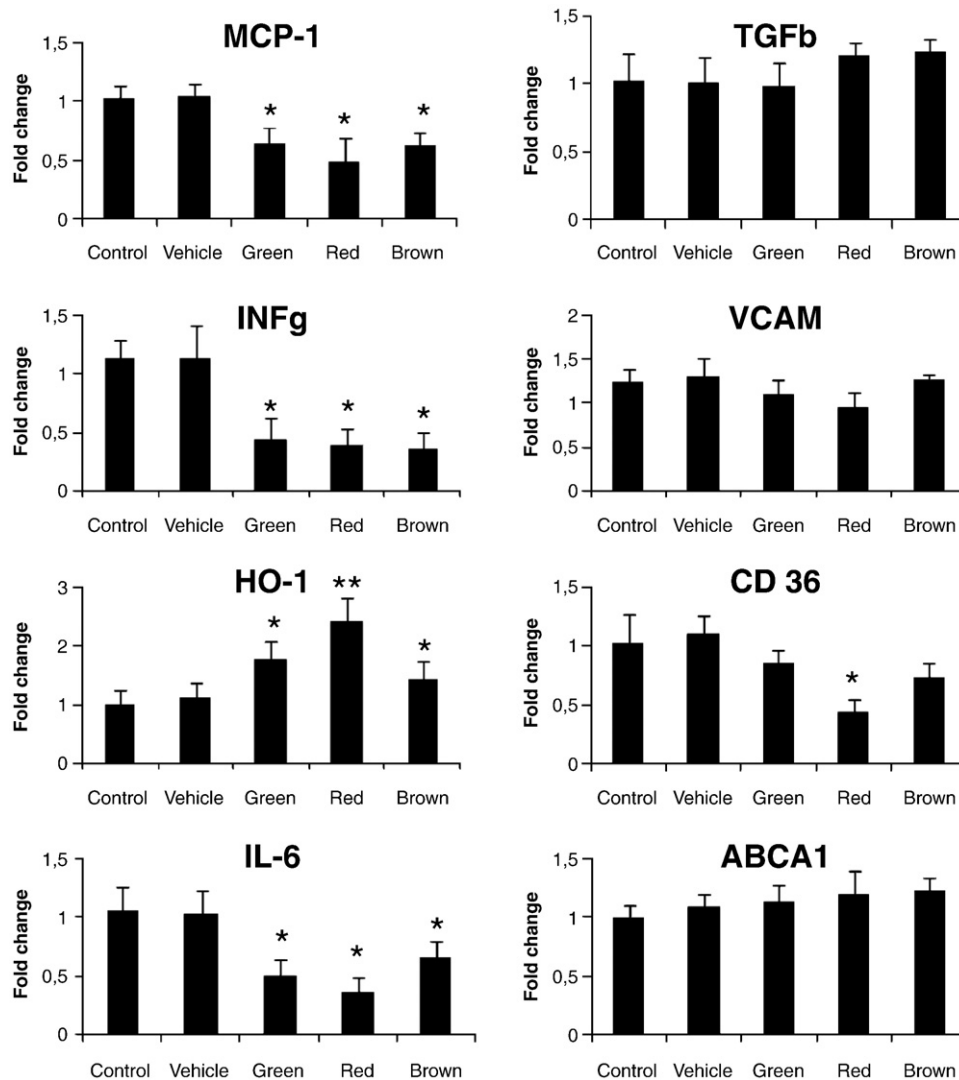 MCP-1
1,5
1
0,5
0
Fold change
* * *
Control Vehicle Green Red Brown
TGFb
1,5
1
0,5
0
Fold change
Control Vehicle Green Red Brown
INFg
1,5
1
0,5
0
Fold change
* * *
Control Vehicle Green Red Brown
VCAM
2
1,5
1
0,5
0
Fold change
Control Vehicle Green Red Brown
HO-1
3
2
1
0
Fold change
* ** *
Control Vehicle Green Red Brown
CD 36
1,5
1
0,5
0
Fold change
*
Control Vehicle Green Red Brown
IL-6
1,5
1
0,5
0
Fold change
* * *
Control Vehicle Green Red Brown
ABCA1
1,5
1
0,5
0
Fold change
Control Vehicle Green Red Brown